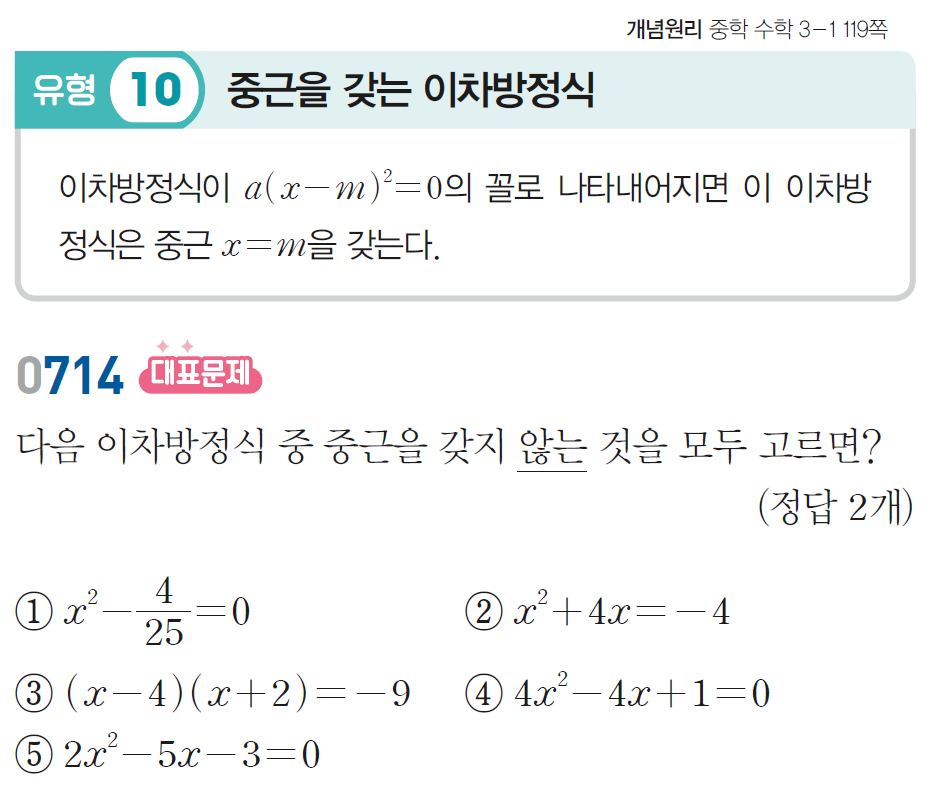 개념원리 중학 수학 3-1 119쪽
유형 10 중근을 갖는 이차방정식
이차방정식이 a(x-m)²=0의 꼴로 나타내어지면 이 이차방
정식은 중근 x=m을 갖는다.
0714 대표문제
다음 이차방정식 중 중근을 갖지 않는 것을 모두 고르면?
(정답 2개)
① x²-4/25=0 ② x²+4x=-4
③ (x-4)(x+2)=-9 ④ 4x²-4x+1=0
⑤ 2x²-5x-3=0